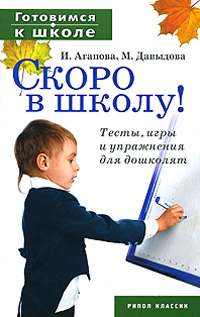 Готовимся
к школе
И. Агапова, М. Давыдова
Скоро
в школу!
Тесты, игры
и упражнения
для дошколят
РИПОЛ КЛАССИК